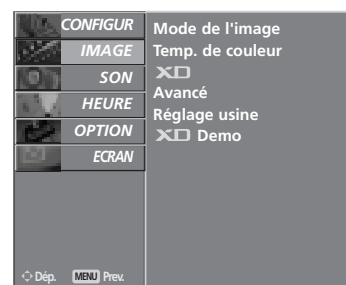 CONFIGUR
IMAGE
SON
HEURE
OPTION
ECRAN
Mode de l'image
Temp. de couleur
XD
Avancé
Réglage usine
XD Demo
Dép. MENU Prev.